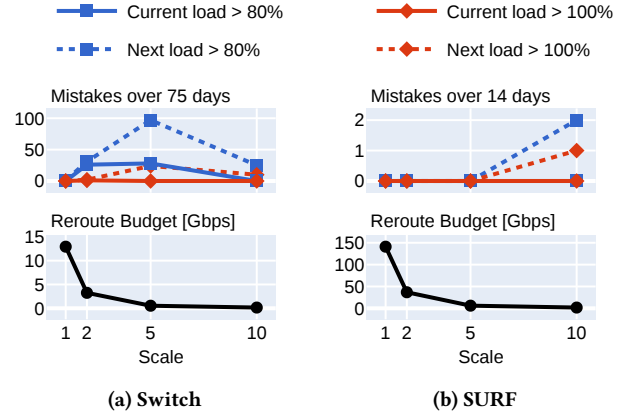 Current load > 80%
Current load > 100%
Next load > 80%
Next load > 100%
Mistakes over 75 days
100
50
0
Mistakes over 14 days
2
1
0
Reroute Budget [Gbps]
15
10
5
0
Reroute Budget [Gbps]
150
100
50
0
1 2 5 10
1 2 5 10
Scale
Scale
(a) Switch
(b) SURF